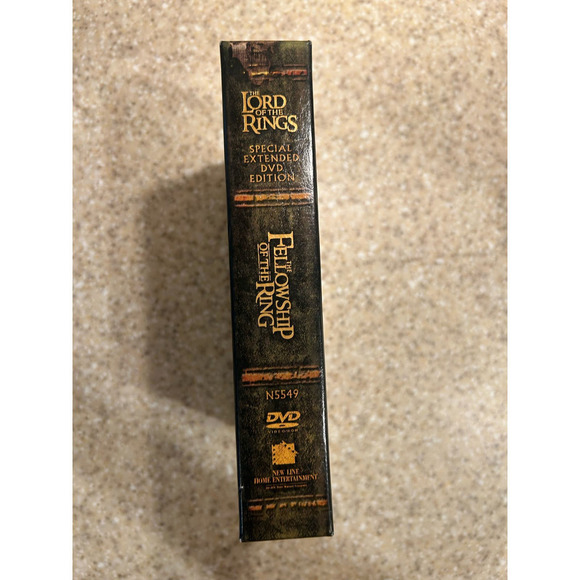 THE
LORD
OF THE
RINGS
SPECIAL
EXTENDED
DVD
EDITION
THE
FELLOWSHIP
OF THE RING
N5549
DVD
VIDEO
NEW LINE
HOME ENTERTAINMENT